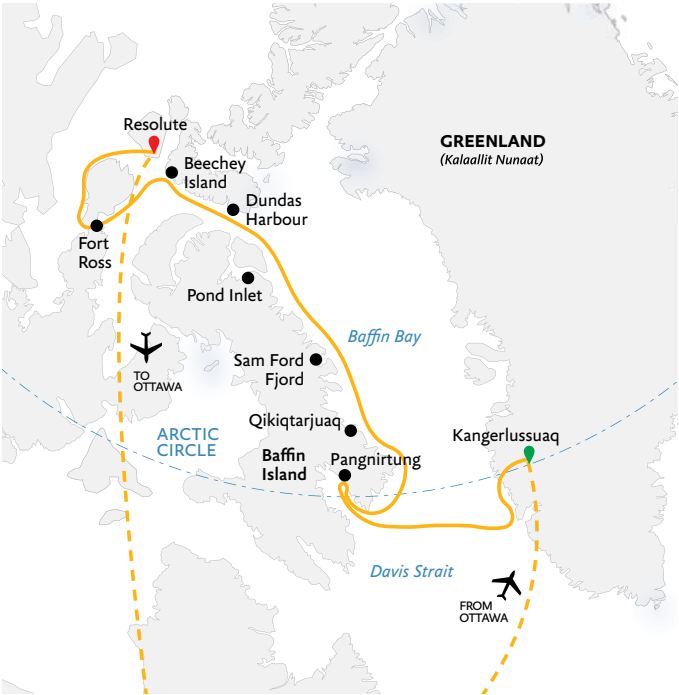 Resolute
GREENLAND
(Kalaallit Nunaat)
Beechey
Island
Dundas
Harbour
Fort
Ross
Pond Inlet
Baffin Bay
Sam Ford
Fjord
TO
OTTAWA
Qikiqtarjuaq
ARCTIC
CIRCLE
Kangerlussuaq
Baffin
Island
Pangnirtung
Davis Strait
FROM
OTTAWA